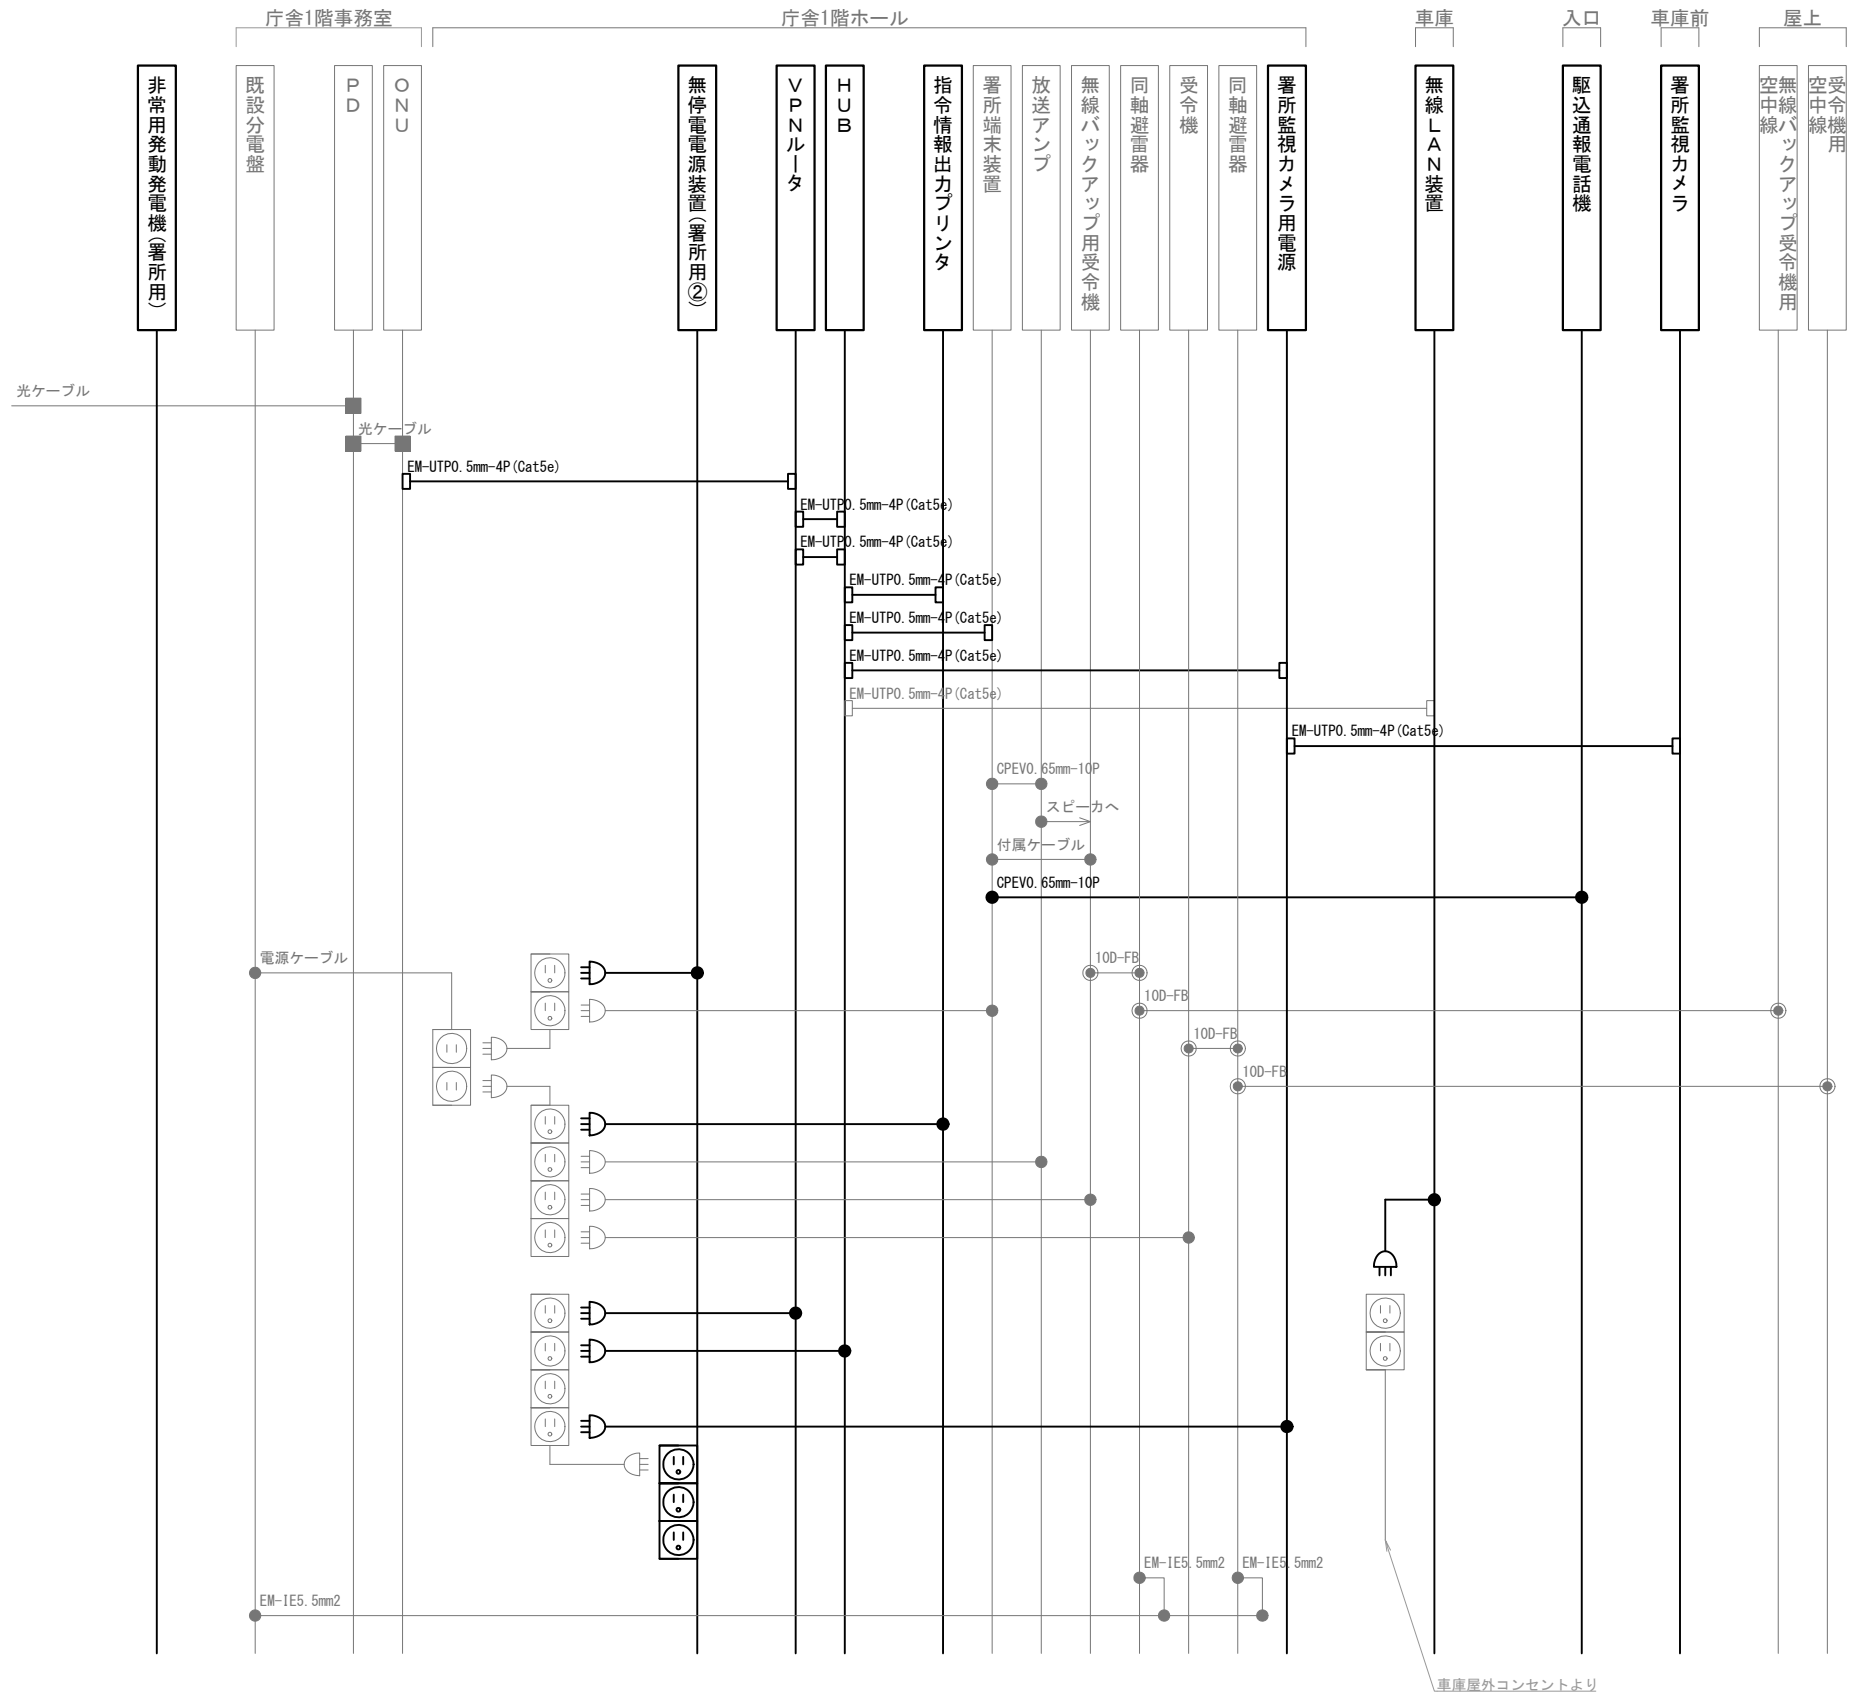 庁舎1階事務室
庁舎1階ホール
車庫
入口
車庫前
屋上
非常用発動発電機(署所用)
既設分電盤
PD
ONU
無停電電源装置(署所用②)
VPNルータ
HUB
指令情報出力プリンタ
署所端末装置
放送アンプ
無線バックアップ用受令機
同軸避雷器
受令機
同軸避雷器
署所監視カメラ用電源
無線LAN装置
駆込通報電話機
署所監視カメラ
無線バックアップ受令機用
空中線
受令機用
空中線
光ケーブル
光ケーブル
EM-UTP0.5mm-4P(Cat5e)
EM-UTP0.5mm-4P(Cat5e)
EM-UTP0.5mm-4P(Cat5e)
EM-UTP0.5mm-4P(Cat5e)
EM-UTP0.5mm-4P(Cat5e)
EM-UTP0.5mm-4P(Cat5e)
EM-UTP0.5mm-4P(Cat5e)
EM-UTP0.5mm-4P(Cat5e)
CPEV0.65mm-10P
スピーカへ
付属ケーブル
CPEV0.65mm-10P
電源ケーブル
10D-FB
10D-FB
10D-FB
10D-FB
EM-IE5.5mm2
EM-IE5.5mm2
EM-IE5.5mm2
車庫屋外コンセントより